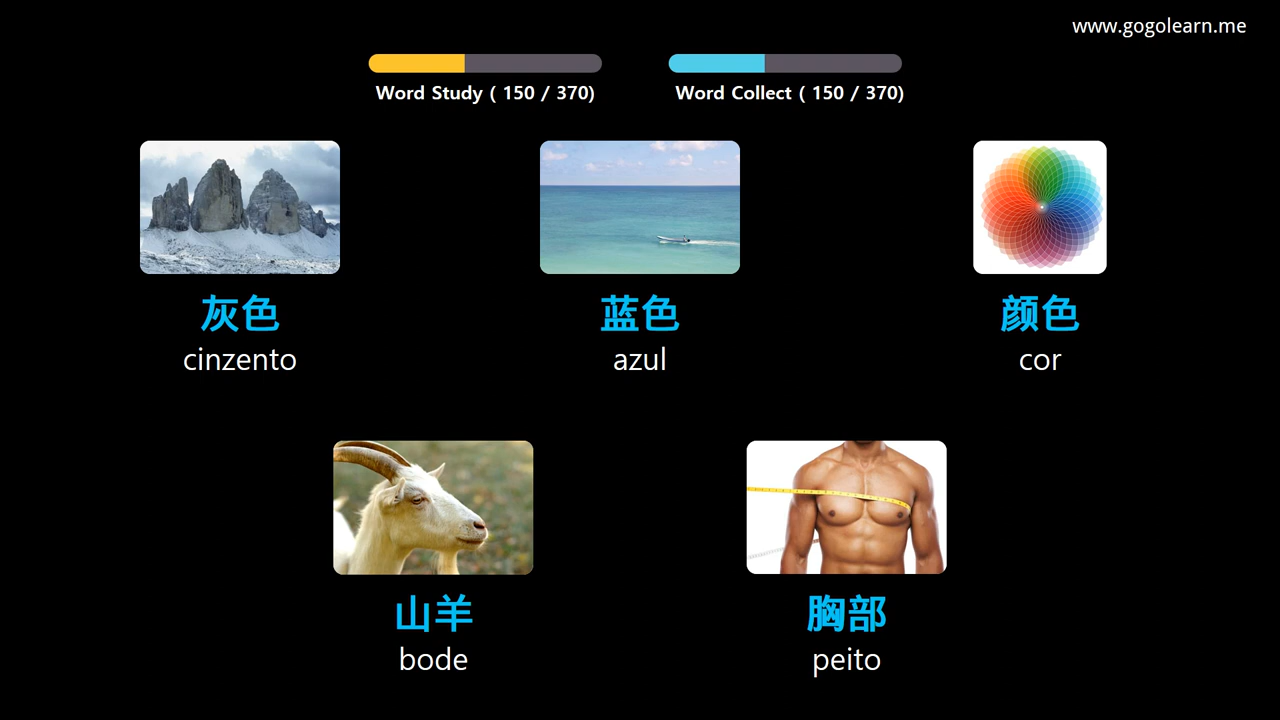 www.gogolearn.me
Word Study ( 150 / 370)
Word Collect ( 150 / 370)
灰色
cinzento
蓝色
azul
颜色
cor
山羊
bode
胸部
peito